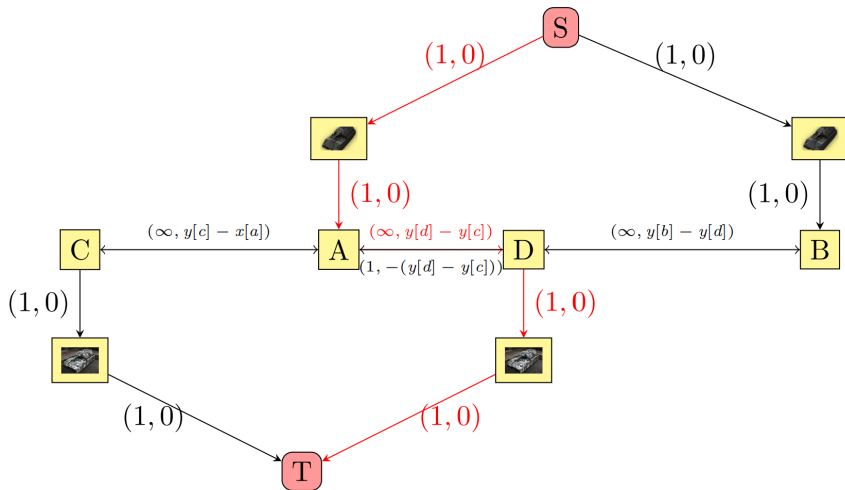 S
(1, 0) (1, 0)
(1, 0) (1, 0)
(∞, y[c] − x[a]) (∞, y[d] − y[c]) (∞, y[b] − y[d])
C A D B
(1, −(y[d] − y[c]))
(1, 0) (1, 0)
(1, 0) (1, 0)
T